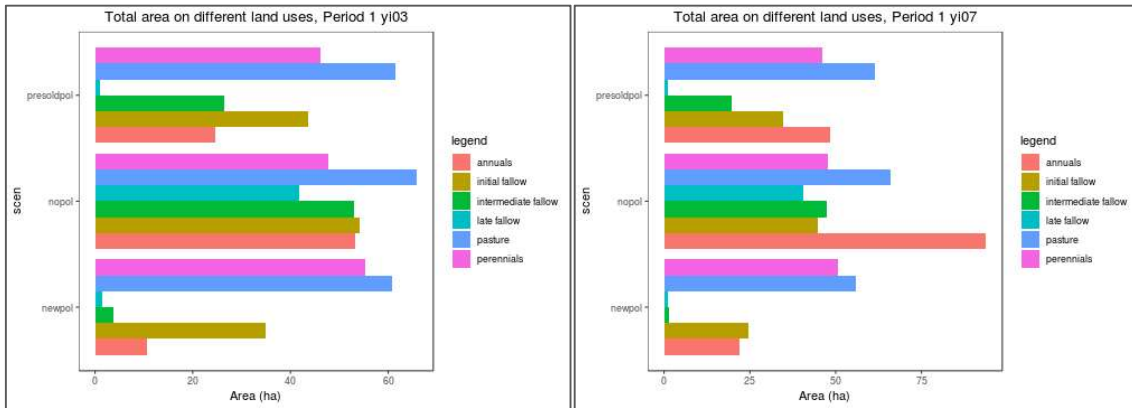 Total area on different land uses, Period 1 yi03
presoldpol
nopol
newpol
scen
0 20 40 60
Area (ha)
legend
annuals
initial fallow
intermediate fallow
late fallow
pasture
perennials
Total area on different land uses, Period 1 yi07
presoldpol
nopol
newpol
scen
0 25 50 75
Area (ha)
legend
annuals
initial fallow
intermediate fallow
late fallow
pasture
perennials